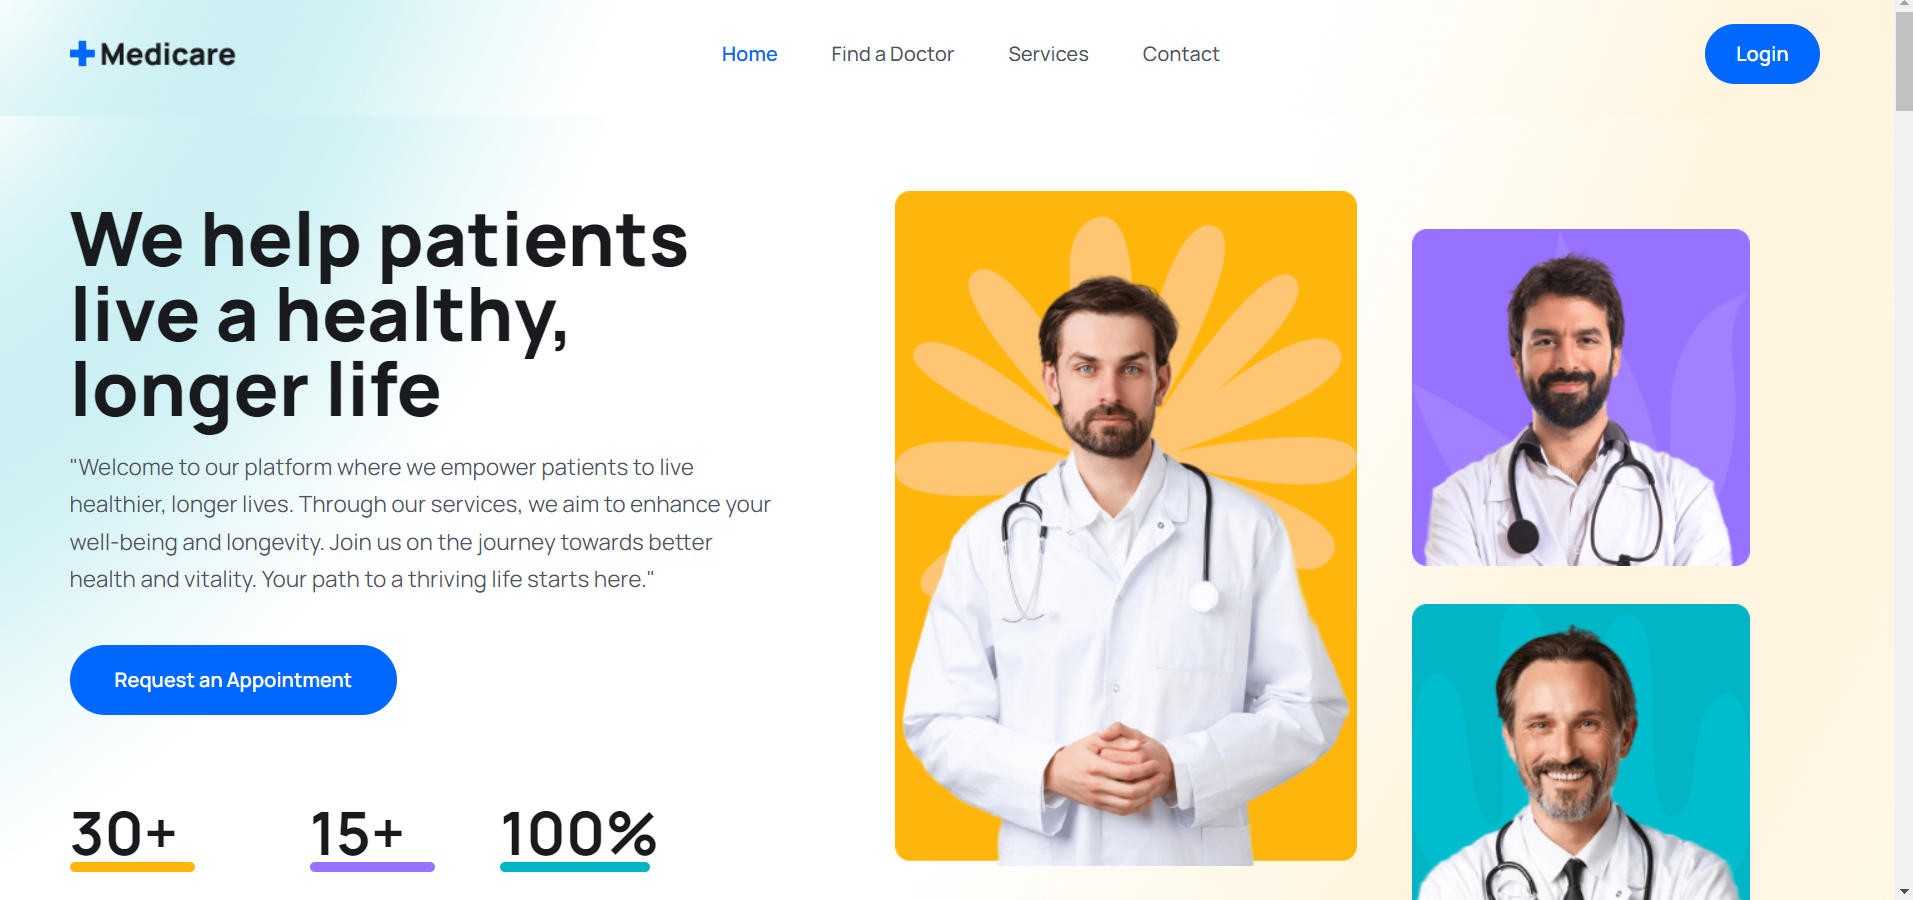 Medicare
Home
Find a Doctor
Services
Contact
Login
We help patients
live a healthy,
longer life
"Welcome to our platform where we empower patients to live
healthier, longer lives. Through our services, we aim to enhance your
well-being and longevity. Join us on the journey towards better
health and vitality. Your path to a thriving life starts here."
Request an Appointment
30+
15+
100%